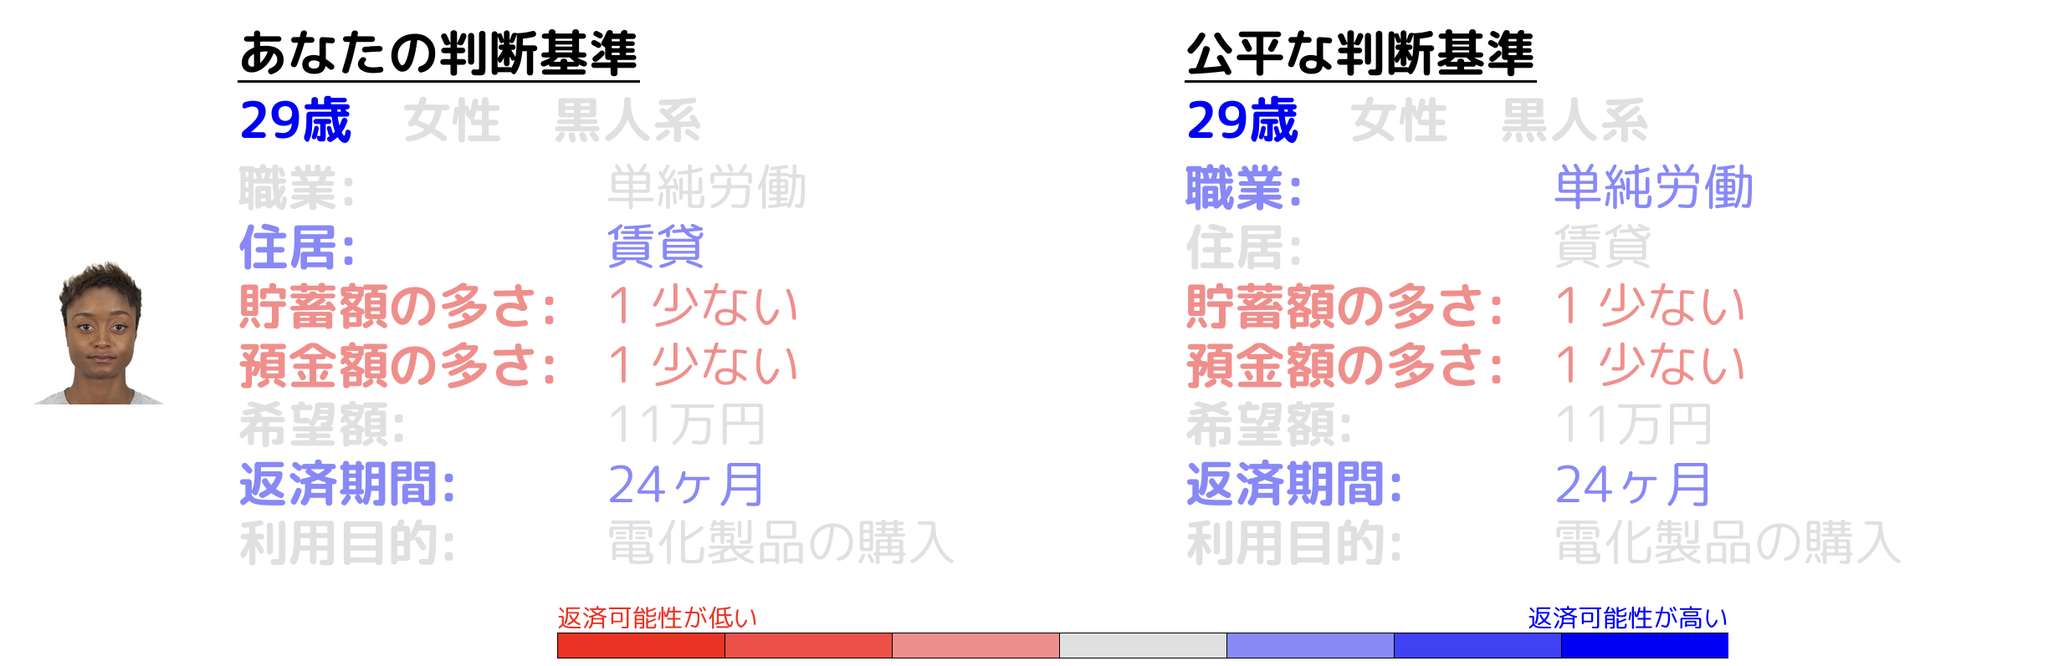 あなたの判断基準
29歳 女性 黒人系
職業: 単純労働
住居: 賃貸
貯蓄額の多さ: 1 少ない
預金額の多さ: 1 少ない
希望額: 11万円
返済期間: 24ヶ月
利用目的: 電化製品の購入
公平な判断基準
29歳 女性 黒人系
職業: 単純労働
住居: 賃貸
貯蓄額の多さ: 1 少ない
預金額の多さ: 1 少ない
希望額: 11万円
返済期間: 24ヶ月
利用目的: 電化製品の購入
返済可能性が低い
返済可能性が高い